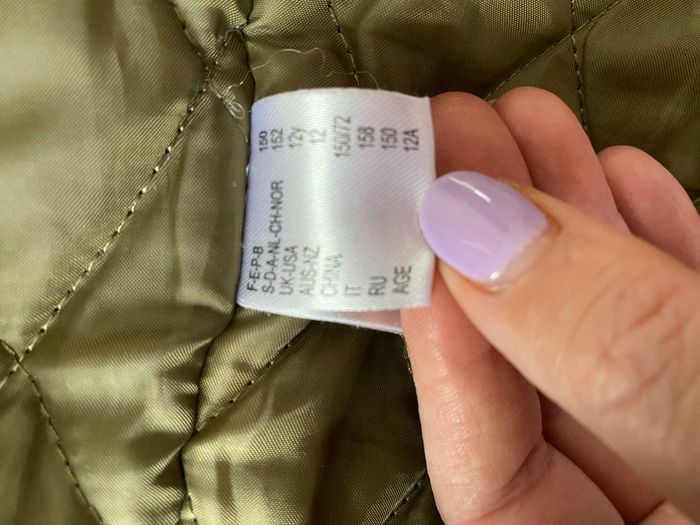 F-E-P-B 150
S-D-A-NL-CH-NOR 152
UK-USA 12y
AUS-NZ 12
CHINA 150/72
IT 158
RU 150
AGE 12A